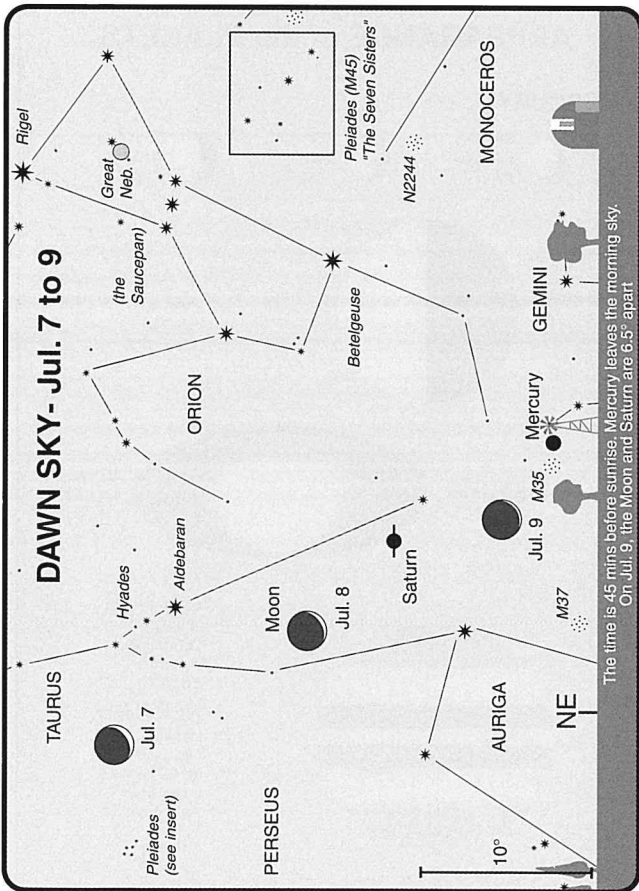 DAWN SKY- Jul. 7 to 9
Rigel
Great
Neb.
(the
Saucepan)
Pleiades (M45)
"The Seven Sisters"
TAURUS
Hyades
Aldebaran
ORION
Betelgeuse
N2244
MONOCEROS
Jul. 7
Pleiades
(see insert)
Moon
Jul. 8
PERSEUS
Saturn
Jul. 9
M35
Mercury
GEMINI
M37
AURIGA
NE
10°
The time is 45 mins before sunrise. Mercury leaves the morning sky.
On Jul. 9, the Moon and Saturn are 6.5° apart